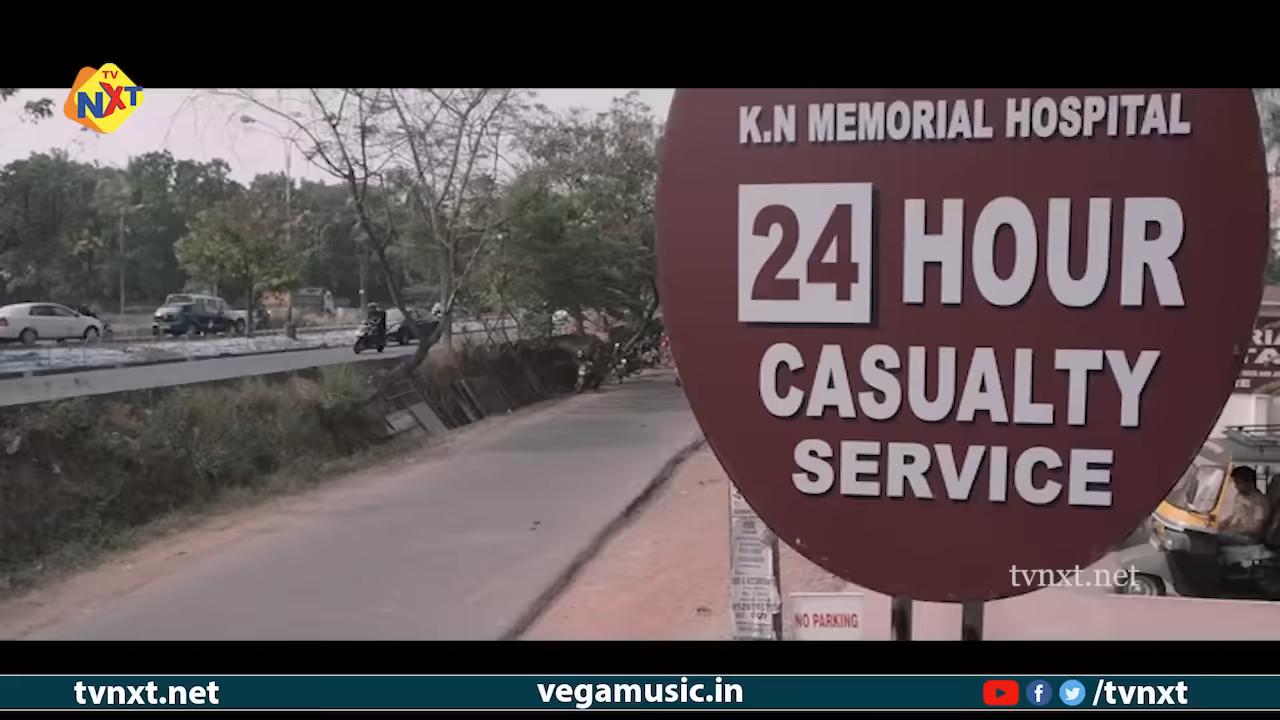 TV
NXT
K.N MEMORIAL HOSPITAL
24 HOUR
CASUALTY
SERVICE
NO PARKING
tvnxt.net
tvnxt.net
vegamusic.in
/tvnxt